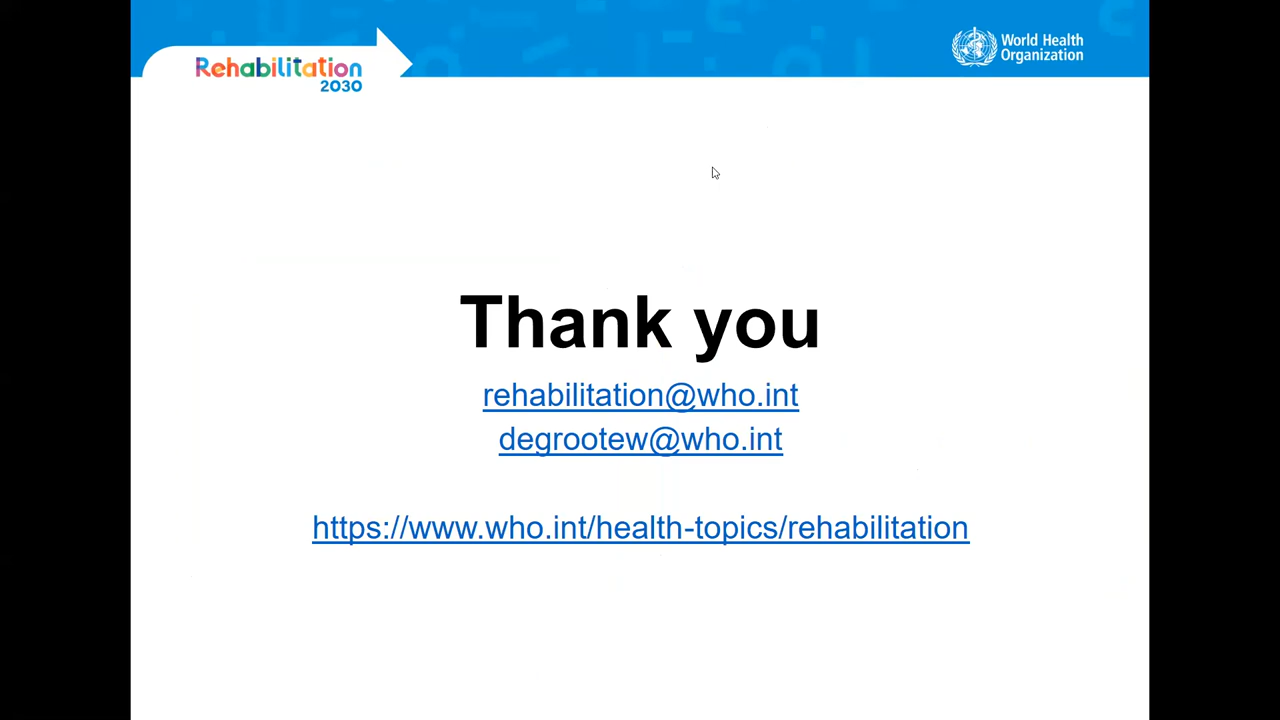 Rehabilitation
2030
World Health
Organization
Thank you
rehabilitation@who.int
degrootew@who.int
https://www.who.int/health-topics/rehabilitation